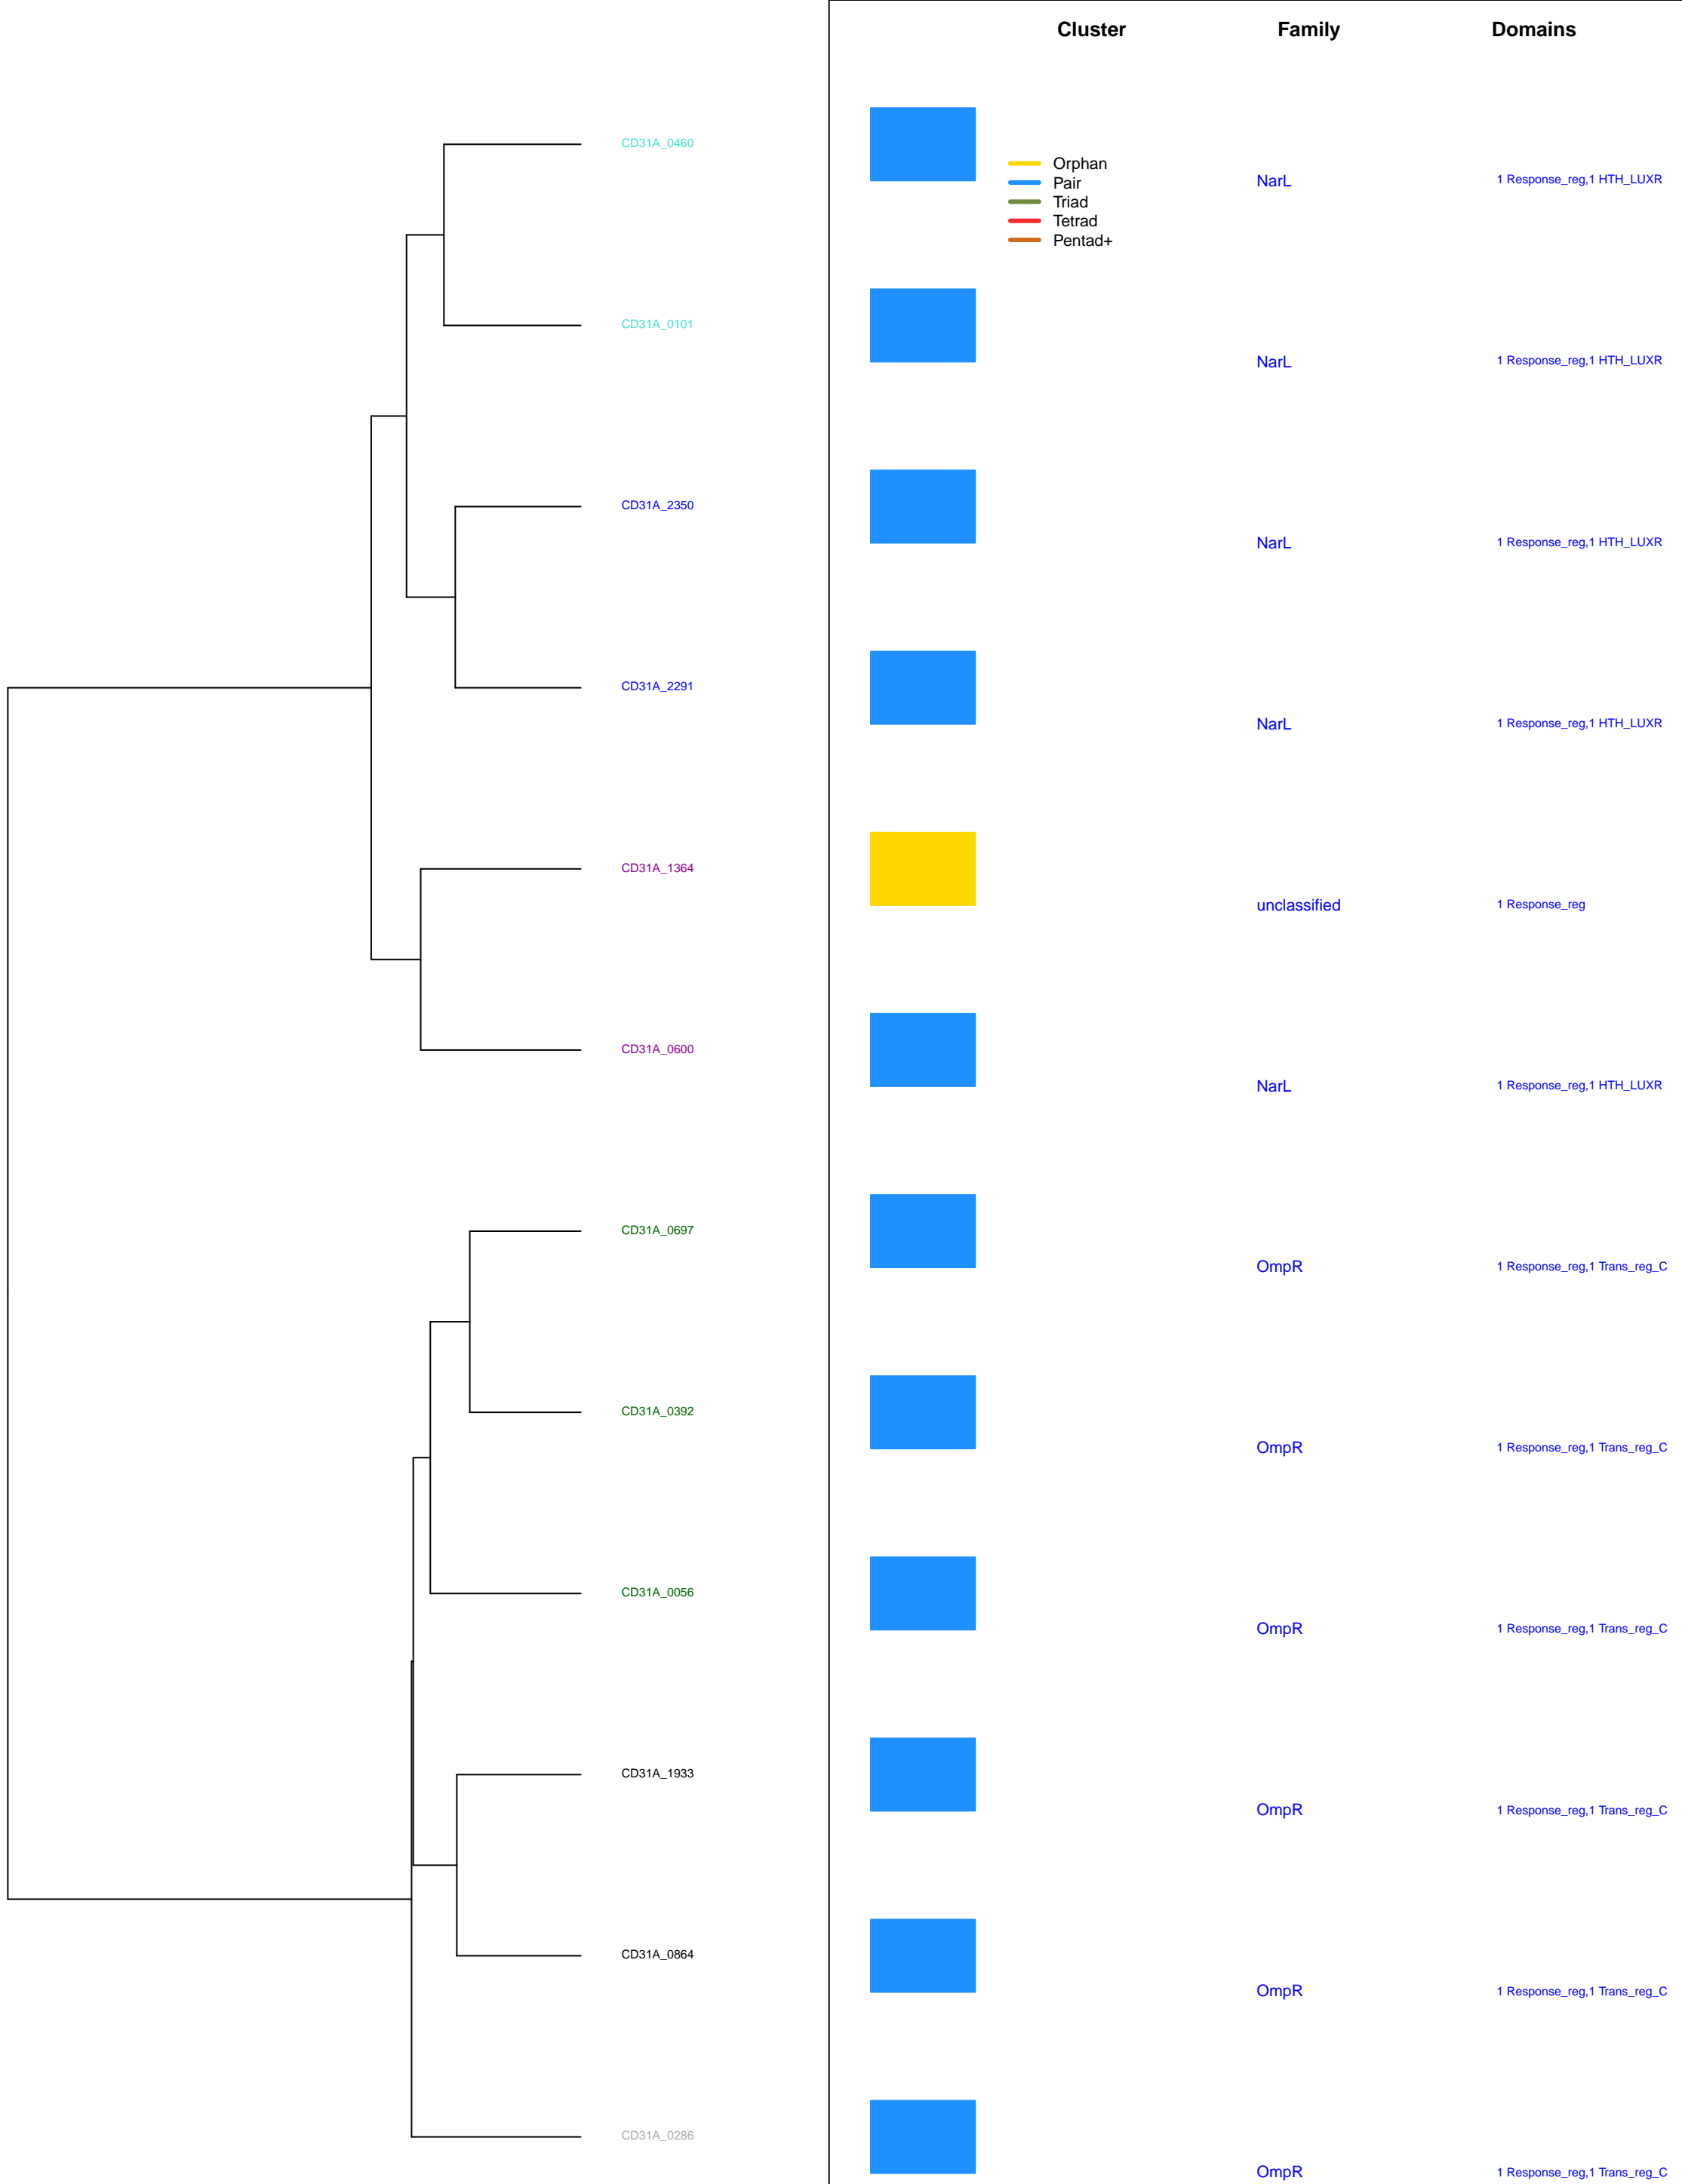 Cluster Family Domains
CD31A_0460
Orphan
Pair
NarL 1 Response_reg,1 HTH_LUXR
Triad
Tetrad
Pentad+
CD31A_0101
NarL 1 Response_reg,1 HTH_LUXR
CD31A_2350
NarL 1 Response_reg,1 HTH_LUXR
CD31A_2291
NarL 1 Response_reg,1 HTH_LUXR
CD31A_1364
unclassified 1 Response_reg
CD31A_0600
NarL 1 Response_reg,1 HTH_LUXR
CD31A_0697
OmpR 1 Response_reg,1 Trans_reg_C
CD31A_0392
OmpR 1 Response_reg,1 Trans_reg_C
CD31A_0056
OmpR 1 Response_reg,1 Trans_reg_C
CD31A_1933
OmpR 1 Response_reg,1 Trans_reg_C
CD31A_0864
OmpR 1 Response_reg,1 Trans_reg_C
CD31A_0286
OmpR 1 Response_reg,1 Trans_reg_C